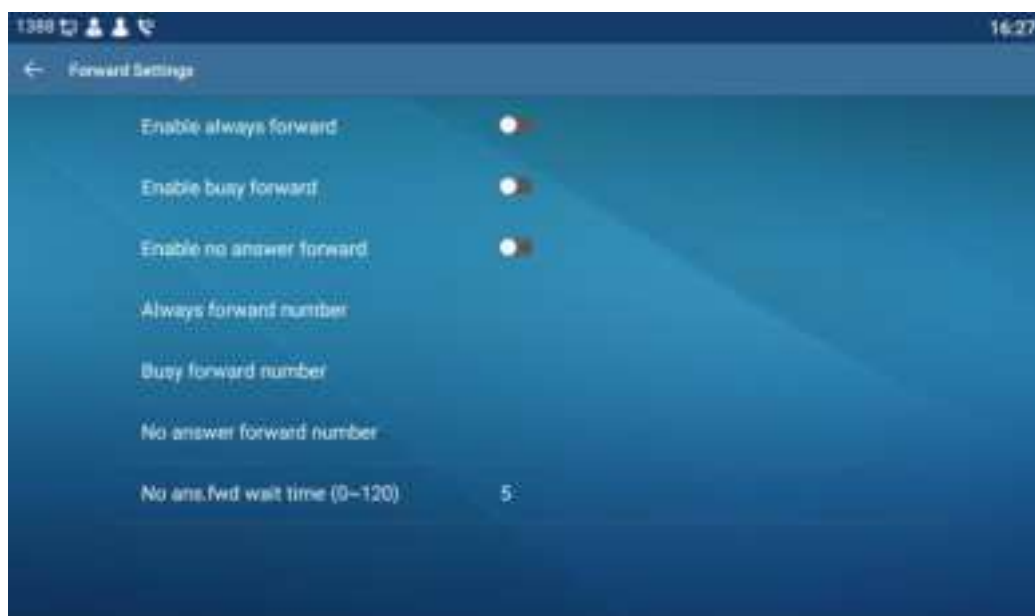 1388 16:27
Forward Settings
Enable always forward
Enable busy forward
Enable no answer forward
Always forward number
Busy forward number
No answer forward number
No ans.fwd wait time (0~120) 5